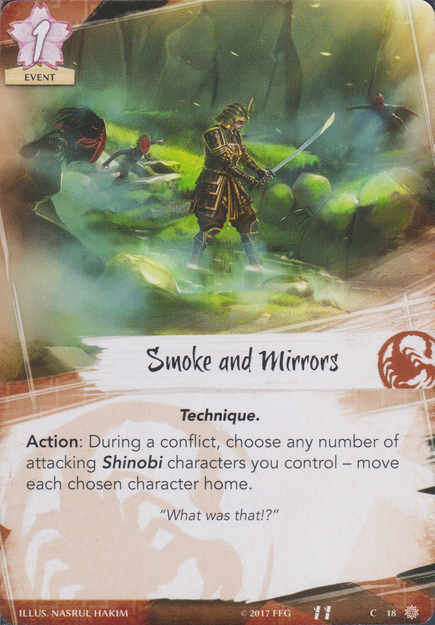 1
EVENT
Smoke and Mirrors
Technique.
Action: During a conflict, choose any number of
attacking Shinobi characters you control – move
each chosen character home.
“What was that!?”
ILLUS. NASRUL HAKIM © 2017 FFG 11 C 18